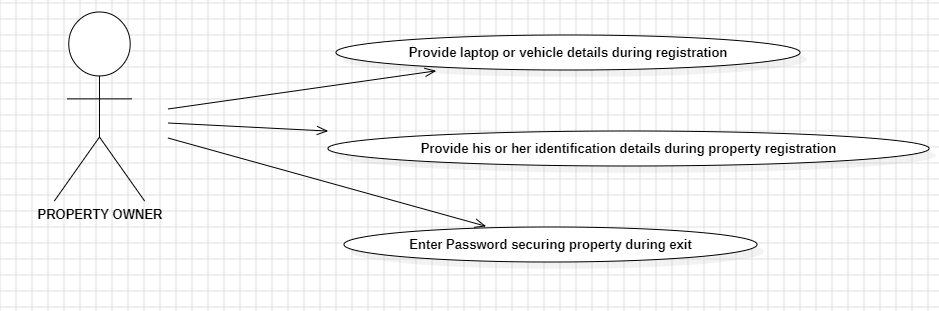 Provide laptop or vehicle details during registration
Provide his or her identification details during property registration
PROPERTY OWNER
Enter Password securing property during exit